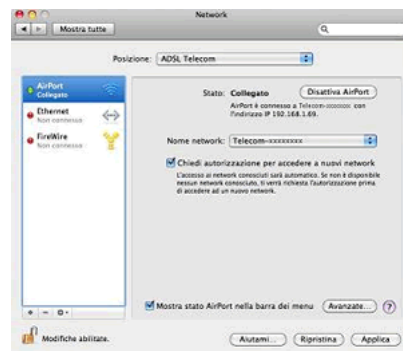 Network
Mostra tutte
Posizione: ADSL Telecom
AirPort
Collegato
Ethernet
Non connesso
FireWire
Non connesso
Stato: Collegato
Disattiva AirPort
AirPort è connesso a Telecom-xxxxxxxx con
l'indirizzo IP 192.168.1.69.
Nome network: Telecom-xxxxxxxx
Chiedi autorizzazione per accedere a nuovi network
L'accesso ai network conosciuti sarà automatico. Se non è disponibile
nessun network conosciuto, ti verrà richiesta l'autorizzazione prima
di accedere ad un nuovo network.
Mostra stato AirPort nella barra dei menu
Avanzate...
?
Modifiche abilitate.
Aiutami...
Ripristina
Applica